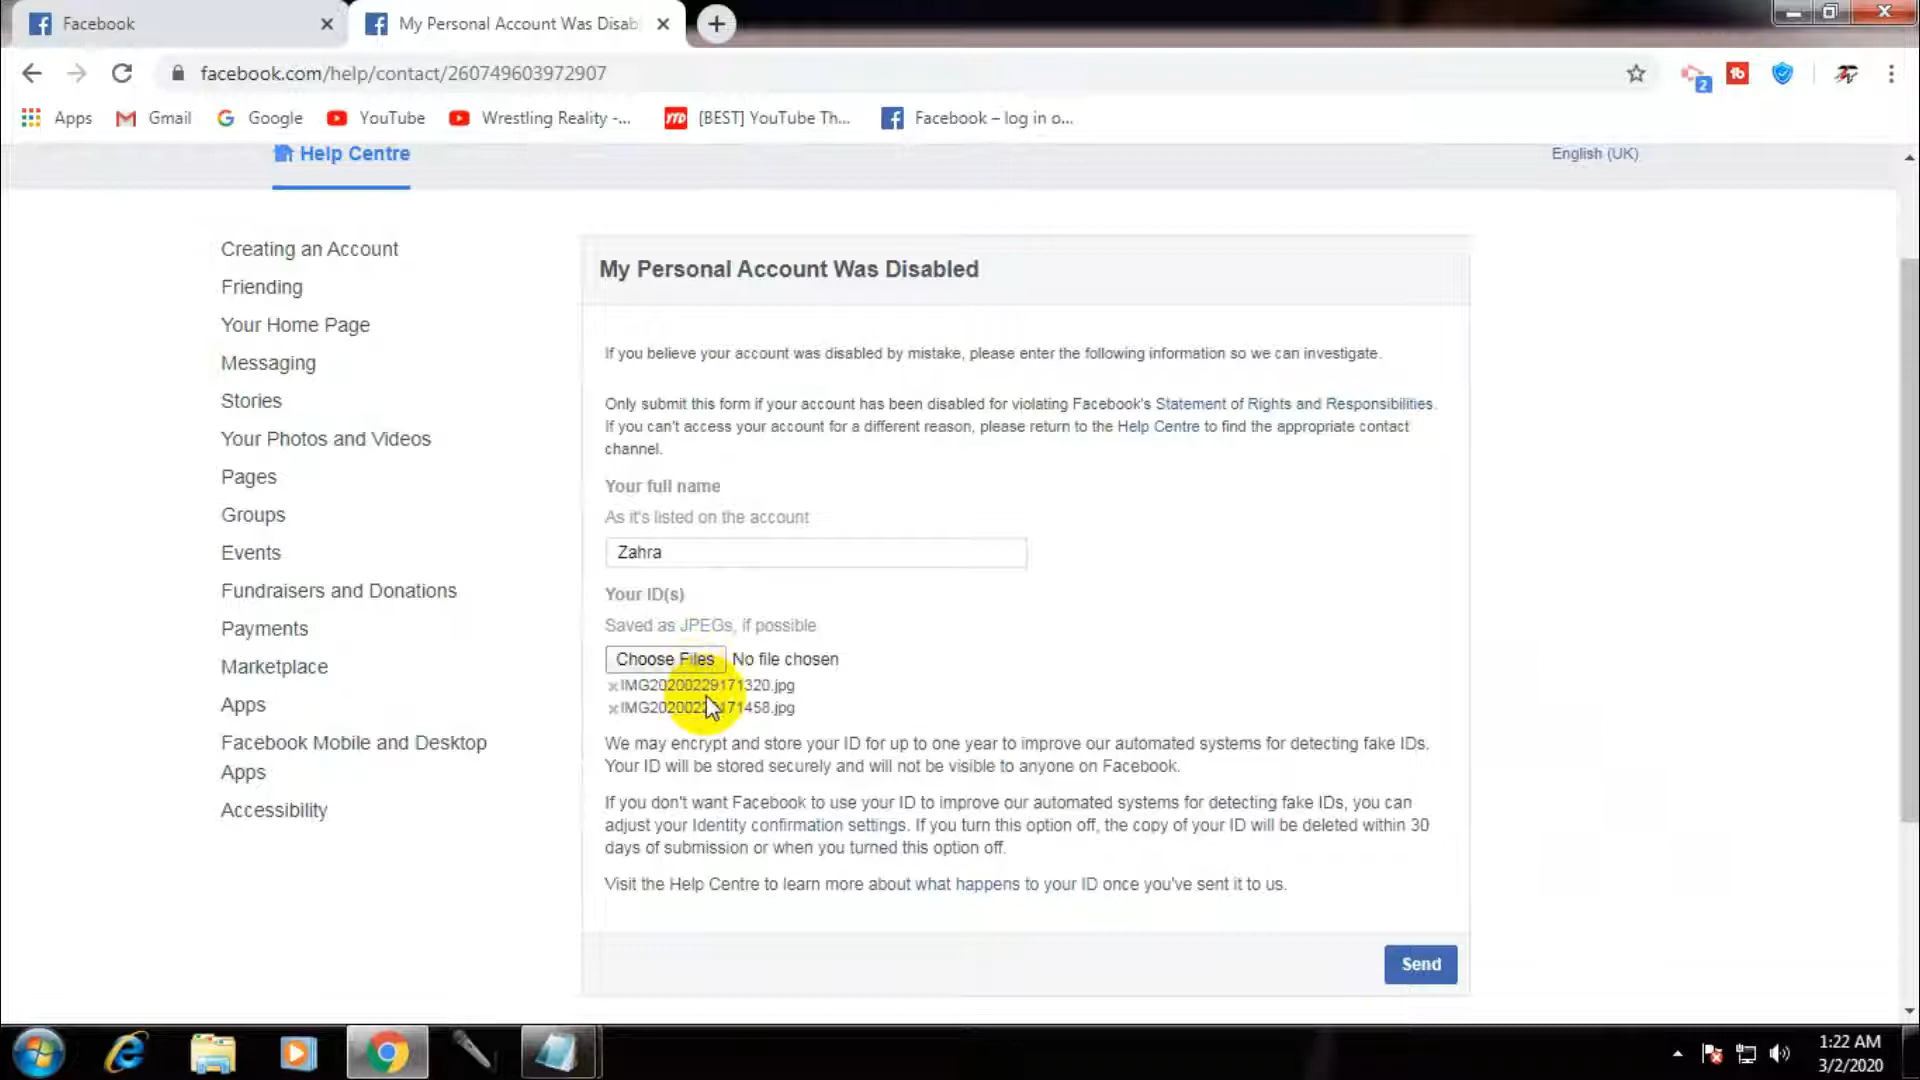 Facebook
My Personal Account Was Disab
facebook.com/help/contact/260749603972907
2
Apps
Gmail
Google
YouTube
Wrestling Reality -...
YTD
[BEST] YouTube Th...
Facebook – log in o...
Help Centre
English (UK)
Creating an Account
Friending
Your Home Page
Messaging
Stories
Your Photos and Videos
Pages
Groups
Events
Fundraisers and Donations
Payments
Marketplace
Apps
Facebook Mobile and Desktop
Apps
Accessibility
My Personal Account Was Disabled
If you believe your account was disabled by mistake, please enter the following information so we can investigate.
Only submit this form if your account has been disabled for violating Facebook's Statement of Rights and Responsibilities.
If you can't access your account for a different reason, please return to the Help Centre to find the appropriate contact
channel.
Your full name
As it's listed on the account
Zahra
Your ID(s)
Saved as JPEGs, if possible
Choose Files No file chosen
IMG20200229171320.jpg
IMG20200229171458.jpg
We may encrypt and store your ID for up to one year to improve our automated systems for detecting fake IDs.
Your ID will be stored securely and will not be visible to anyone on Facebook.
If you don't want Facebook to use your ID to improve our automated systems for detecting fake IDs, you can
adjust your Identity confirmation settings. If you turn this option off, the copy of your ID will be deleted within 30
days of submission or when you turned this option off.
Visit the Help Centre to learn more about what happens to your ID once you've sent it to us.
Send
1:22 AM
3/2/2020